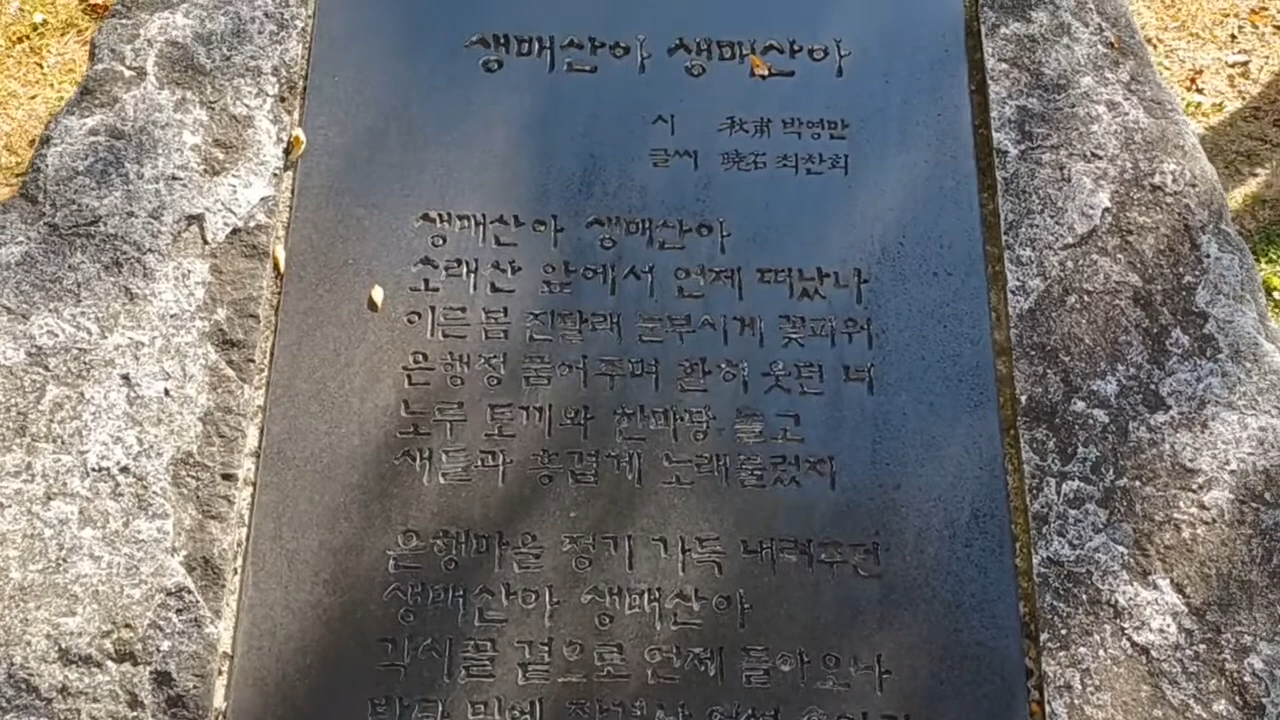 생매산아 생매산아
시 秋甫 박영만
글씨 曉石 최찬희
생매산아 생매산아
소래산 앞에서 언제 떠났나
이른봄 진달래 눈부시게 꽃피워
은행정 품어주며 환히 웃던 너
노루 토끼와 한마당 놀고
새들과 흥겹게 노래불렀지
은행마을 정기 가득 내려주던
생매산아 생매산아
각시골 곁으로 언제 돌아오나